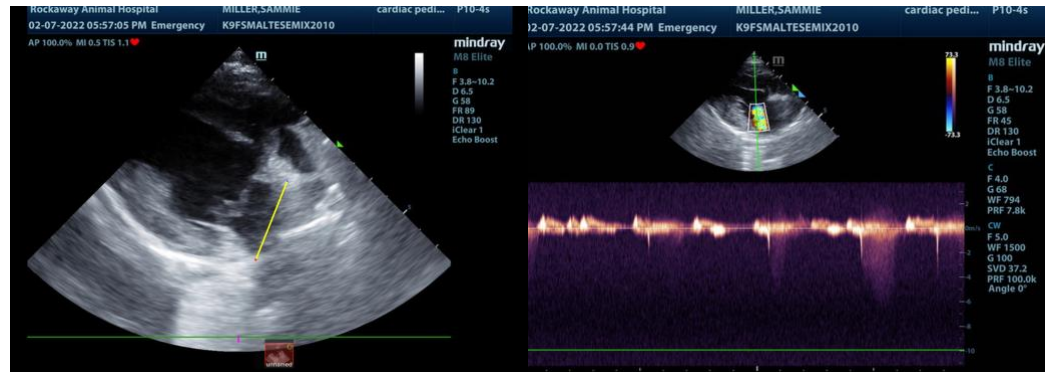 Rockaway Animal Hospital MILLER,SAMMIE cardiac pedi... P10-4s
02-07-2022 05:57:05 PM Emergency K9FSMALTESEMIX2010
AP 100.0% MI 0.5 TIS 1.1
m
mindray
M8 Elite
B
F 3.8~10.2
D 6.5
G 58
FR 89
DR 130
iClear 1
Echo Boost
5
Rockaway Animal Hospital MILLER,SAMMIE cardiac pedi... P10-4s
02-07-2022 05:57:44 PM Emergency K9FSMALTESEMIX2010
AP 100.0% MI 0.0 TIS 0.9
m
73.3
-73.3
mindray
M8 Elite
B
F 3.8~10.2
D 6.5
G 58
FR 45
DR 130
iClear 1
Echo Boost
C
F 4.0
G 68
WF 794
PRF 7.8k
CW
F 5.0
WF 1500
G 100
SVD 37.2
PRF 100.0k
Angle 0°
2
0m/s
-2
-4
-6
-8
-10